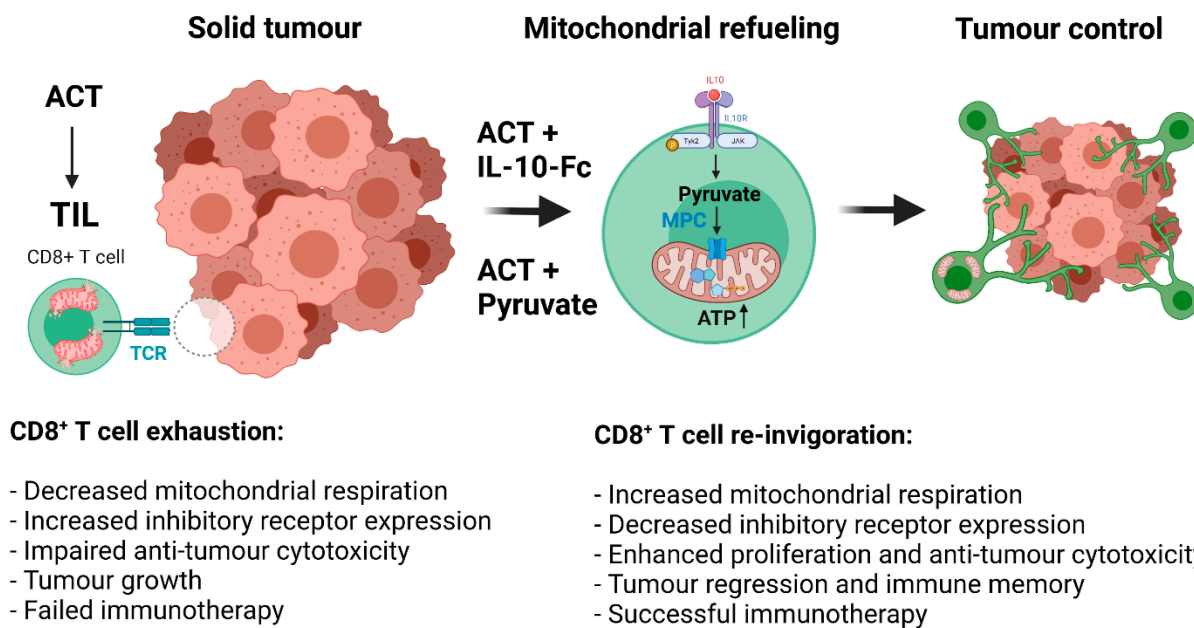 Solid tumour
Mitochondrial refueling
Tumour control
ACT
TIL
CD8+ T cell
TCR
ACT +
IL-10-Fc
ACT +
Pyruvate
IL10
IL10R
P
Tyk2
JAK
Pyruvate
MPC
ATP
CD8⁺ T cell exhaustion:
- Decreased mitochondrial respiration
- Increased inhibitory receptor expression
- Impaired anti-tumour cytotoxicity
- Tumour growth
- Failed immunotherapy
CD8⁺ T cell re-invigoration:
- Increased mitochondrial respiration
- Decreased inhibitory receptor expression
- Enhanced proliferation and anti-tumour cytotoxicity
- Tumour regression and immune memory
- Successful immunotherapy